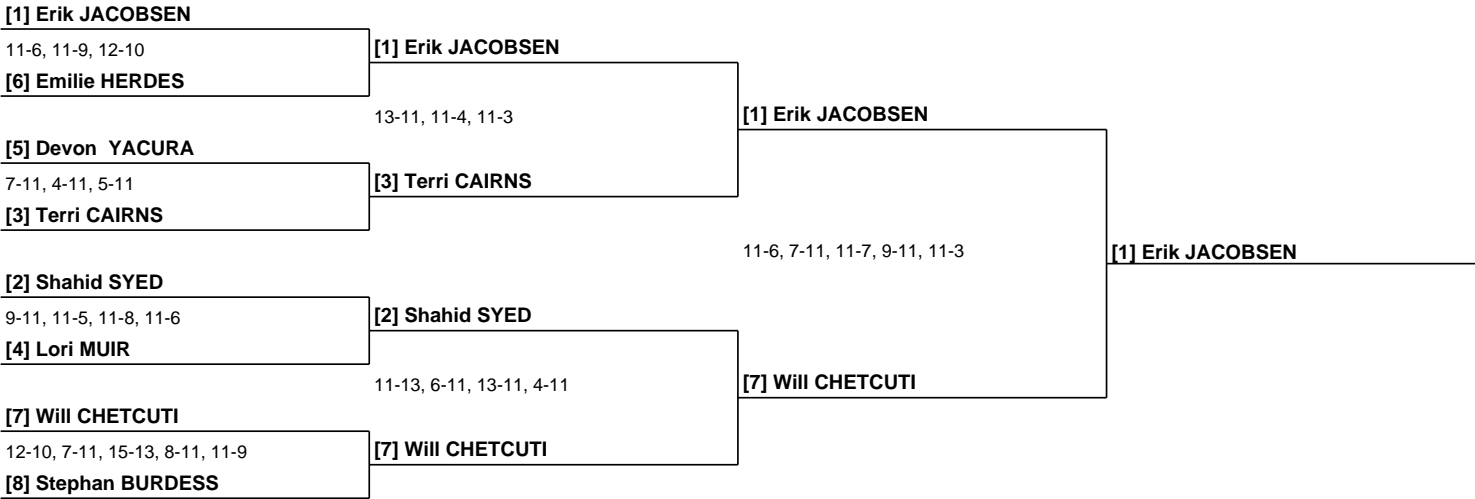 [1] Erik JACOBSEN
11-6, 11-9, 12-10
[6] Emilie HERDES
[5] Devon  YACURA
7-11, 4-11, 5-11
[3] Terri CAIRNS
[2] Shahid SYED
9-11, 11-5, 11-8, 11-6
[4] Lori MUIR
[7] Will CHETCUTI
12-10, 7-11, 15-13, 8-11, 11-9
[8] Stephan BURDESS
[1] Erik JACOBSEN
13-11, 11-4, 11-3
[3] Terri CAIRNS
[2] Shahid SYED
11-13, 6-11, 13-11, 4-11
[7] Will CHETCUTI
[1] Erik JACOBSEN
11-6, 7-11, 11-7, 9-11, 11-3
[7] Will CHETCUTI
[1] Erik JACOBSEN